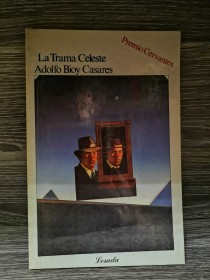 Premio Cervantes
La Trama Celeste
Adolfo Bioy Casares
Losada